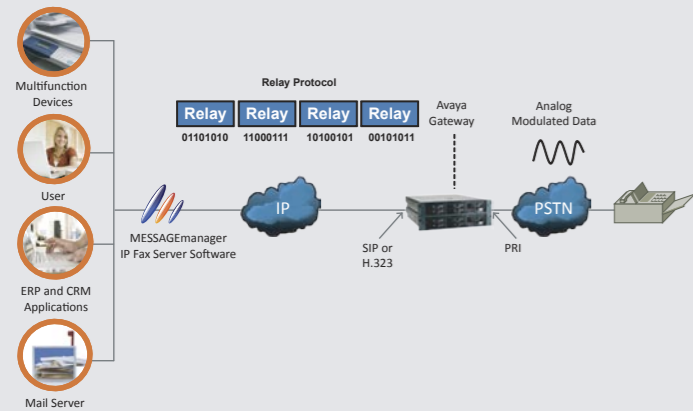 Multifunction
Devices
User
ERP and CRM
Applications
Mail Server
MESSAGEmanager
IP Fax Server Software
Relay Protocol
Relay Relay Relay Relay
01101010 11000111 10100101 00101011
IP
Avaya
Gateway
SIP or
H.323
PRI
Analog
Modulated Data
PSTN